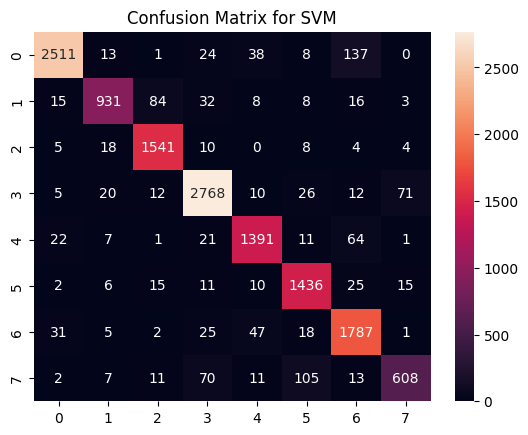 Confusion Matrix for SVM
0 2511 13 1 24 38 8 137 0
1 15 931 84 32 8 8 16 3
2 5 18 1541 10 0 8 4 4
3 5 20 12 2768 10 26 12 71
4 22 7 1 21 1391 11 64 1
5 2 6 15 11 10 1436 25 15
6 31 5 2 25 47 18 1787 1
7 2 7 11 70 11 105 13 608
0 1 2 3 4 5 6 7
2500
2000
1500
1000
500
0